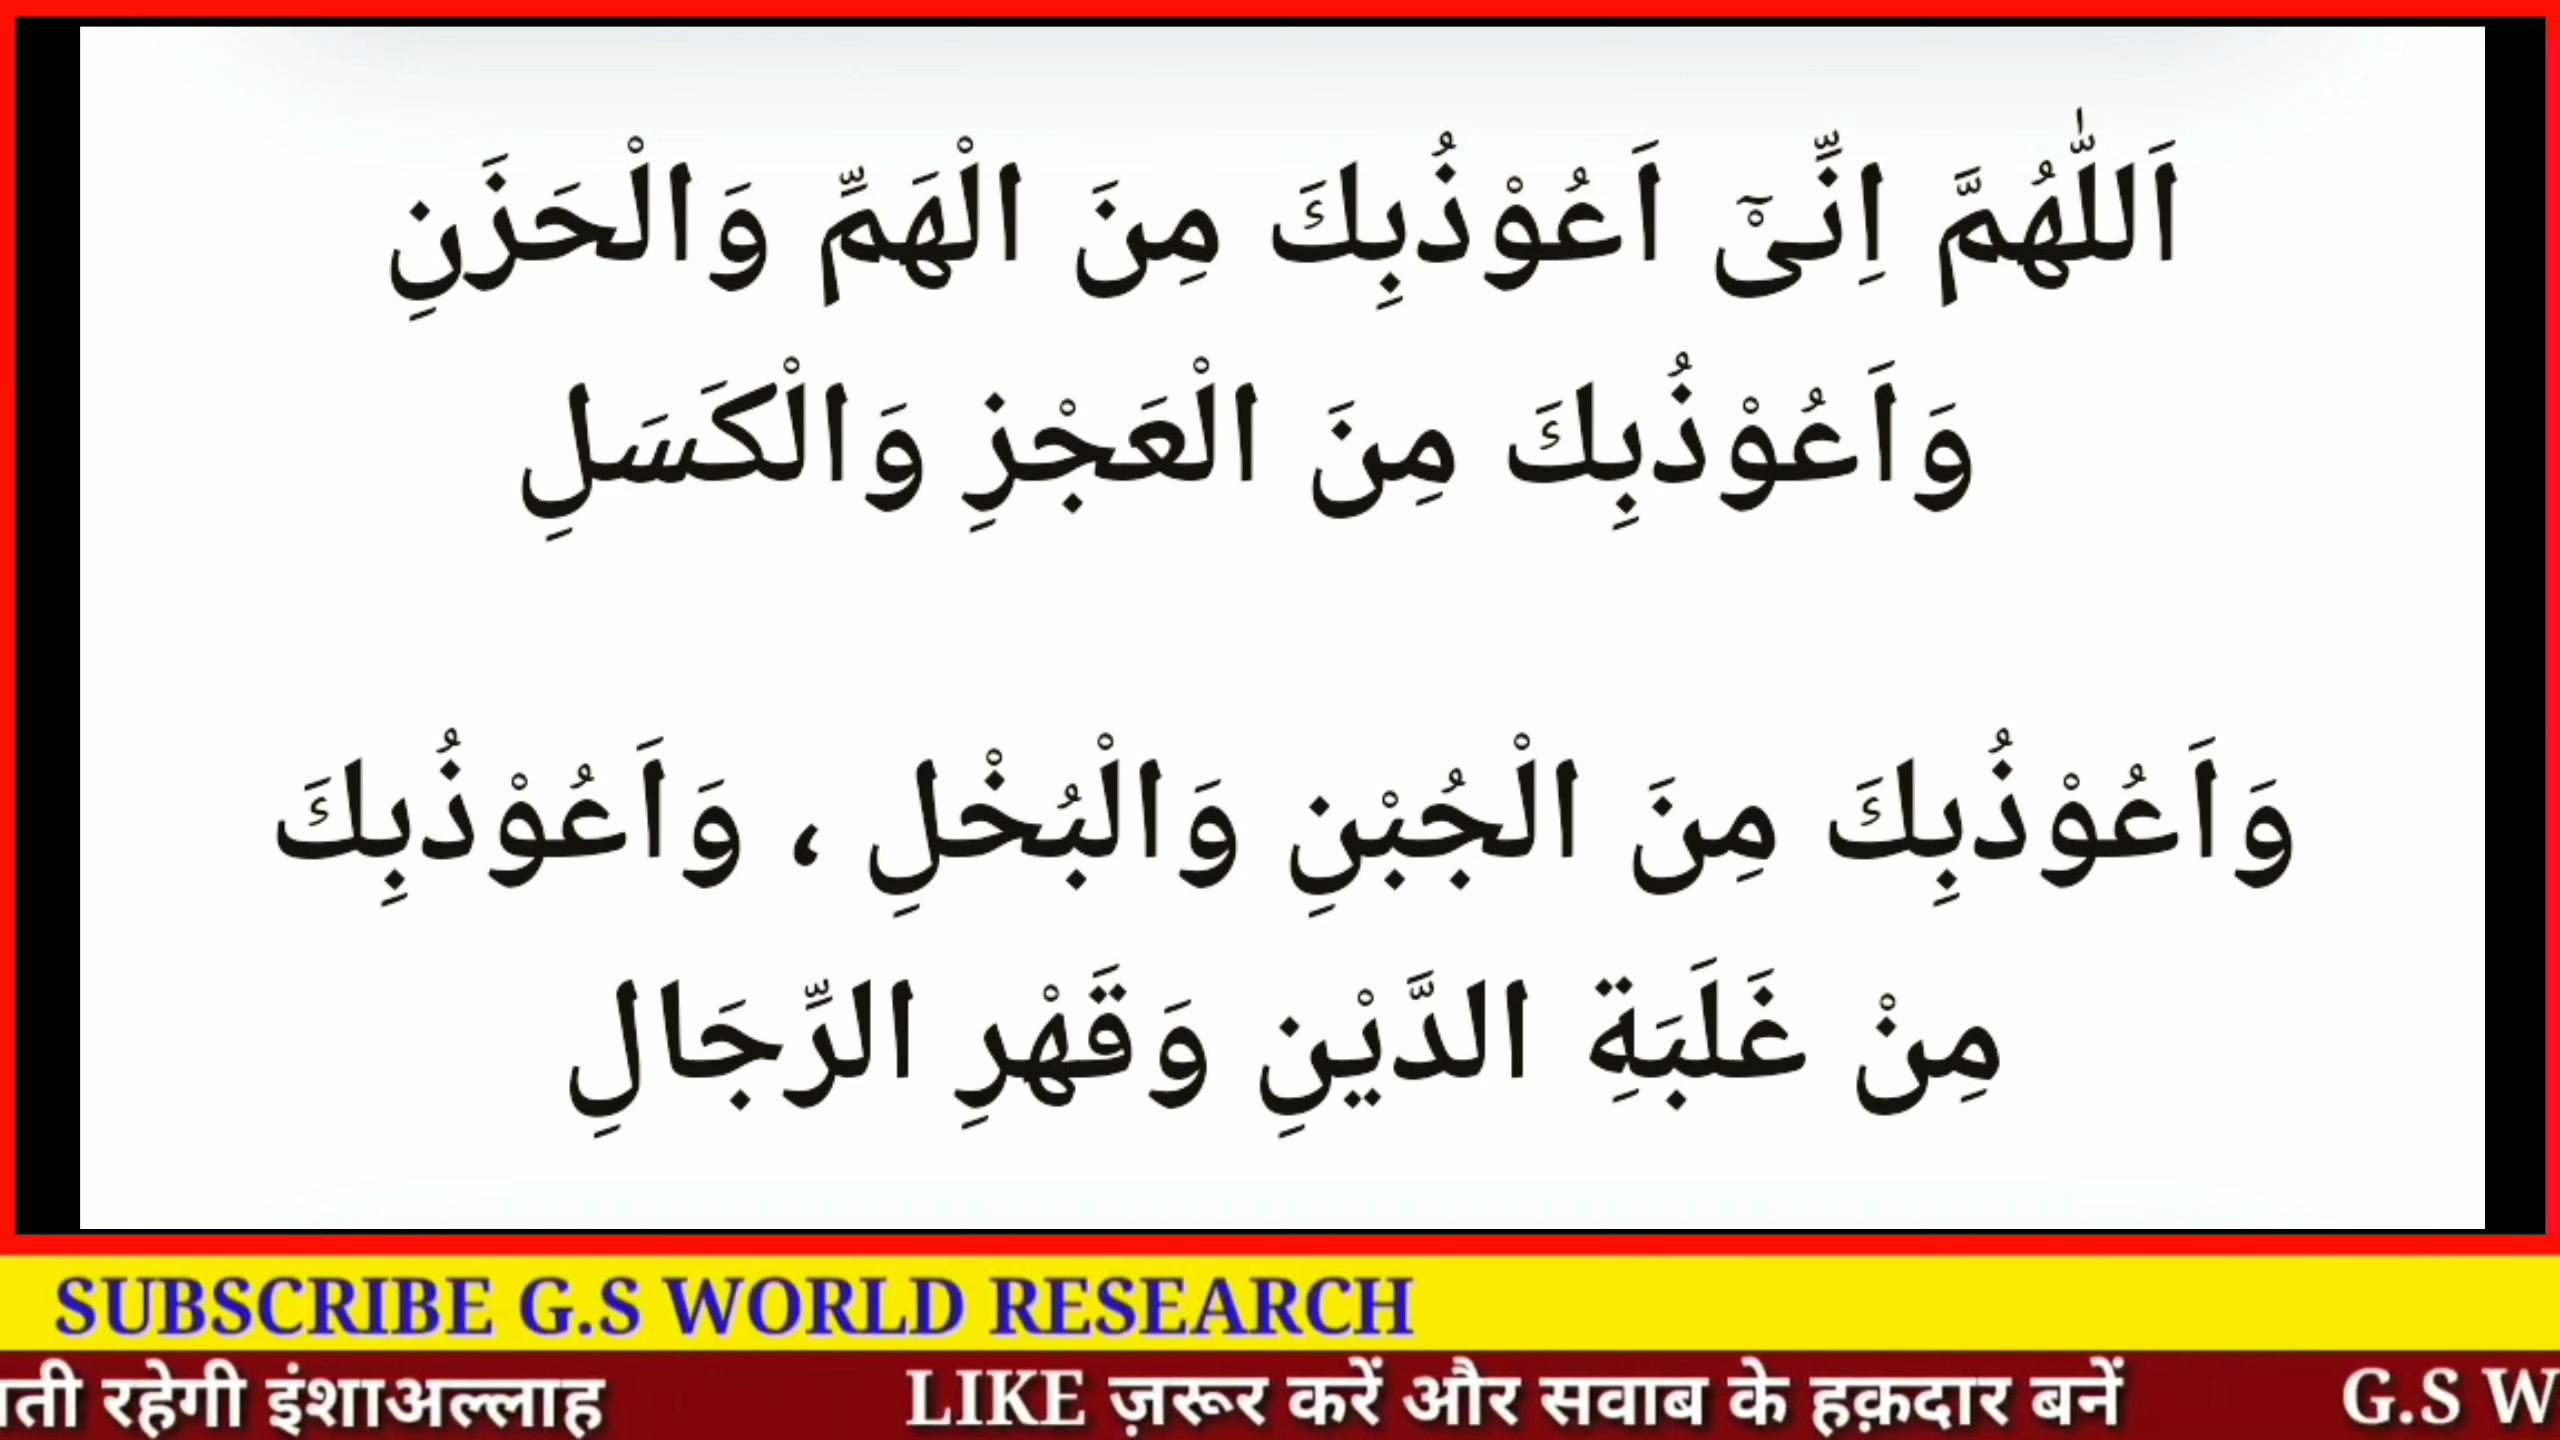 اَللّٰهُمَّ اِنِّىْٓ اَعُوْذُبِكَ مِنَ الْهَمِّ وَالْحَزَنِ
وَاَعُوْذُبِكَ مِنَ الْعَجْزِ وَالْكَسَلِ
وَاَعُوْذُبِكَ مِنَ الْجُبْنِ وَالْبُخْلِ ، وَاَعُوْذُبِكَ
مِنْ غَلَبَةِ الدَّيْنِ وَقَهْرِ الرِّجَالِ
SUBSCRIBE G.S WORLD RESEARCH
रहेगी इंशाअल्लाह LIKE ज़रूर करें और सवाब के हक़दार बनें G.S W